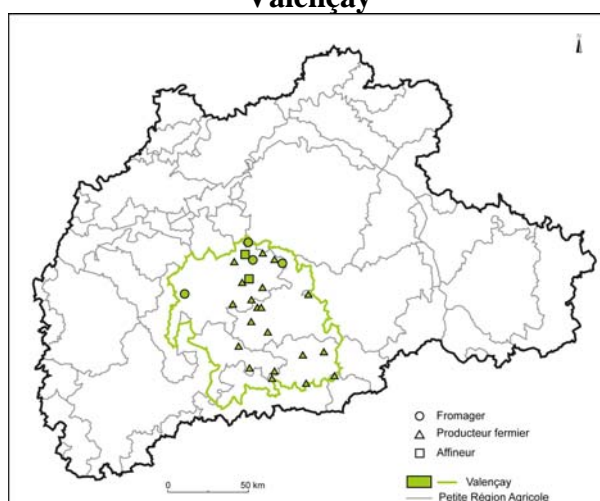 Valençay
N
Fromager
Producteur fermier
Affineur
Valençay
Petite Région Agricole
0 50 km